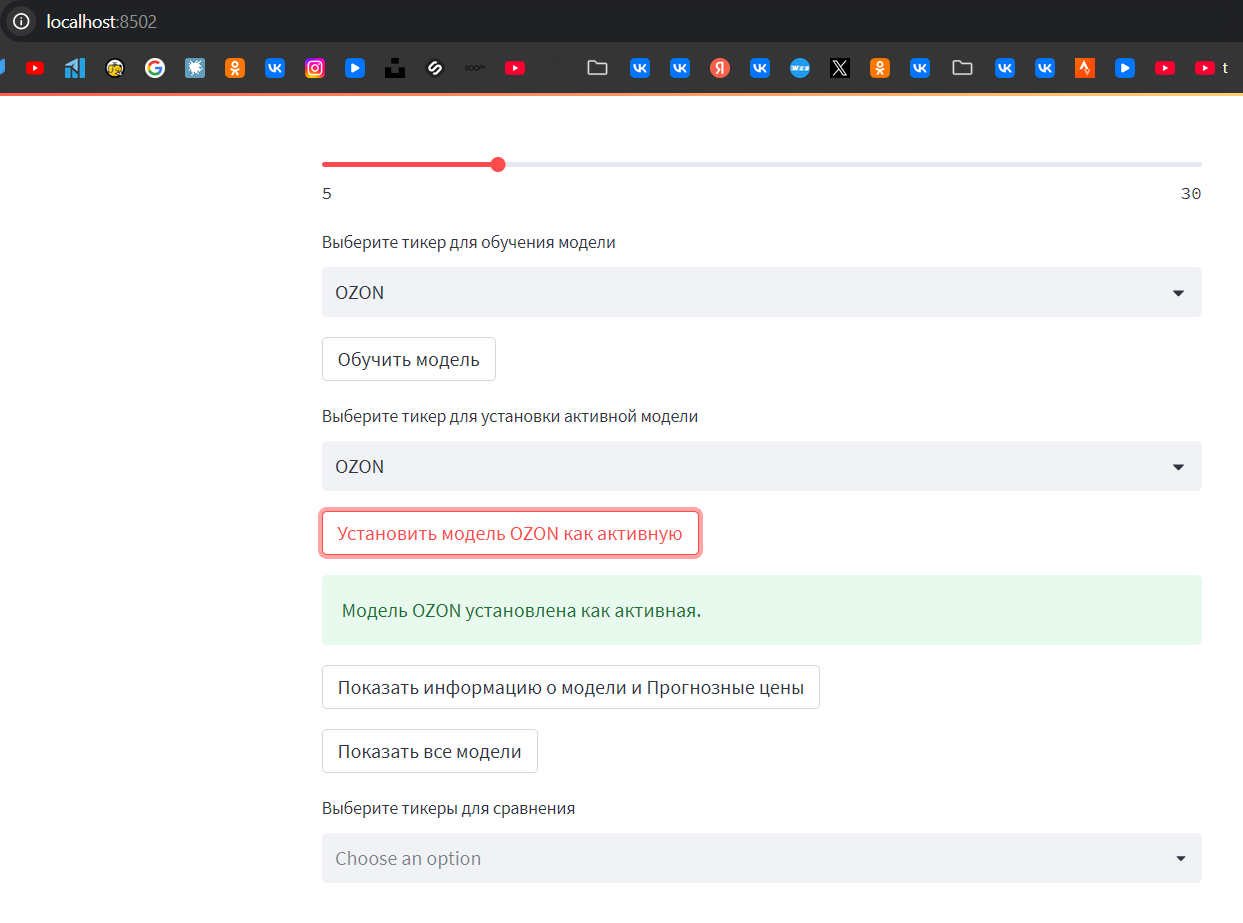 localhost:8502
t
5
30
Выберите тикер для обучения модели
OZON
Обучить модель
Выберите тикер для установки активной модели
OZON
Установить модель OZON как активную
Модель OZON установлена как активная.
Показать информацию о модели и Прогнозные цены
Показать все модели
Выберите тикеры для сравнения
Choose an option